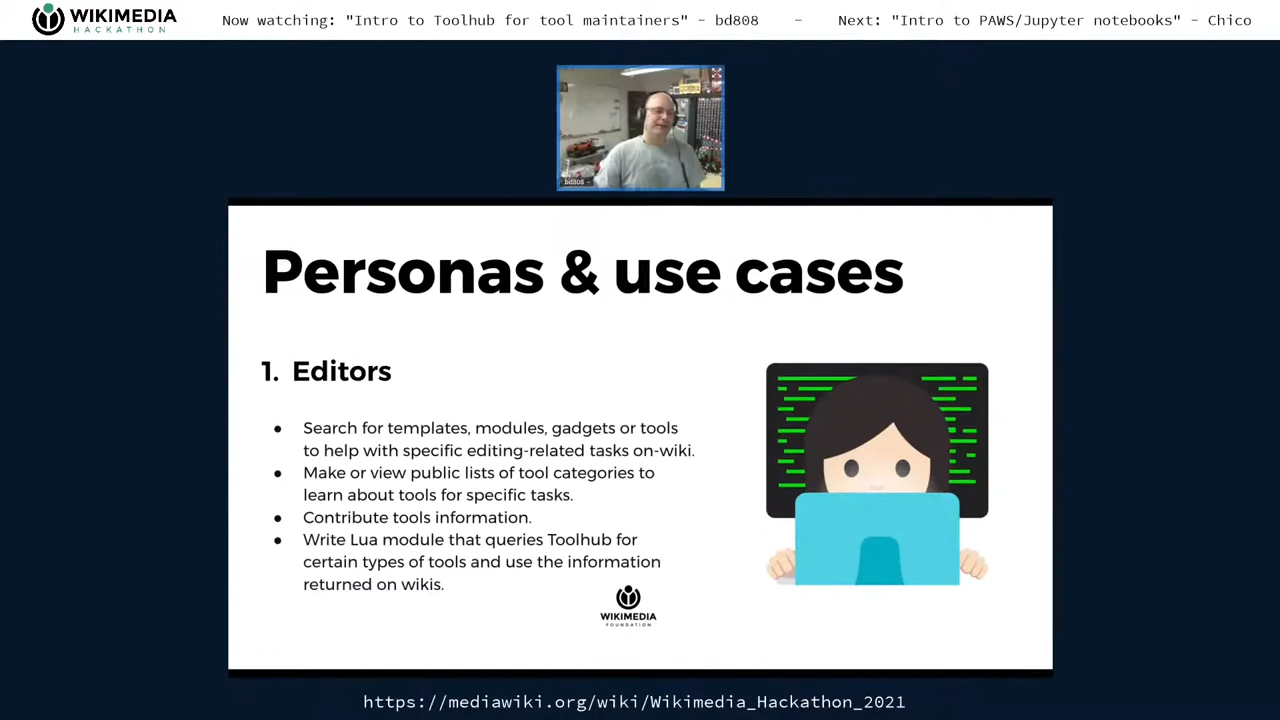 WIKIMEDIA
HACKATHON
Now watching: "Intro to Toolhub for tool maintainers" - bd808 - Next: "Intro to PAWS/Jupyter notebooks" - Chico
bd808
Personas & use cases
1. Editors
● Search for templates, modules, gadgets or tools
to help with specific editing-related tasks on-wiki.
● Make or view public lists of tool categories to
learn about tools for specific tasks.
● Contribute tools information.
● Write Lua module that queries Toolhub for
certain types of tools and use the information
returned on wikis.
WIKIMEDIA
FOUNDATION
https://mediawiki.org/wiki/Wikimedia_Hackathon_2021